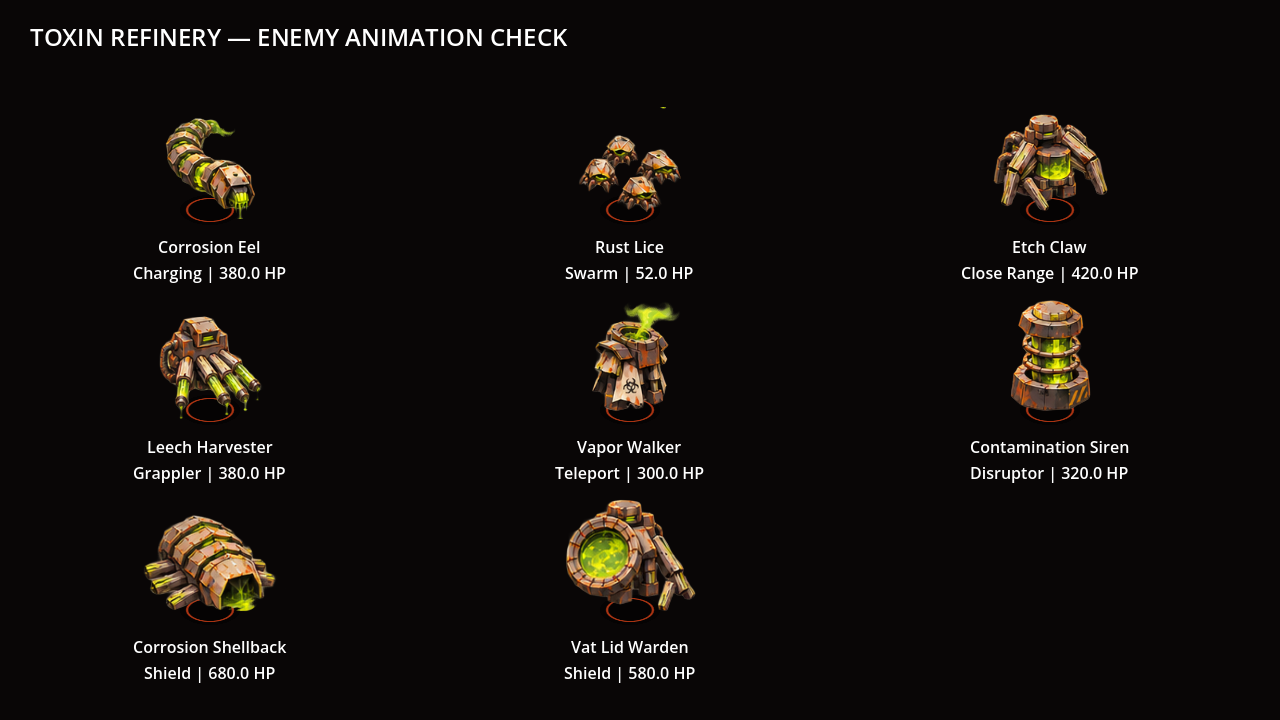 TOXIN REFINERY — ENEMY ANIMATION CHECK
Corrosion Eel
Charging | 380.0 HP
Rust Lice
Swarm | 52.0 HP
Etch Claw
Close Range | 420.0 HP
Leech Harvester
Grappler | 380.0 HP
Vapor Walker
Teleport | 300.0 HP
Contamination Siren
Disruptor | 320.0 HP
Corrosion Shellback
Shield | 680.0 HP
Vat Lid Warden
Shield | 580.0 HP